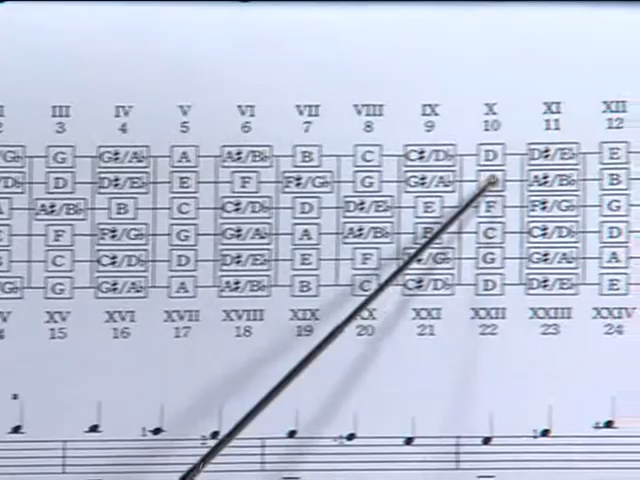 III IV V VI VII VIII IX X XI XII
3 4 5 6 7 8 9 10 11 12
G G♯/A♭ A A♯/B♭ B C C♯/D♭ D D♯/E♭ E
D D♯/E♭ E F F♯/G♭ G G♯/A♭ A♯/B♭ B
A♯/B♭ B C C♯/D♭ D D♯/E♭ E F F♯/G♭ G
F F♯/G♭ G G♯/A♭ A A♯/B♭ C C♯/D♭ D
C C♯/D♭ D D♯/E♭ E F G G♯/A♭ A
G G♯/A♭ A A♯/B♭ B C C♯/D♭ D D♯/E♭ E
XV XVI XVII XVIII XIX XXI XXII XXIII XXIV
15 16 17 18 19 20 21 22 23 24